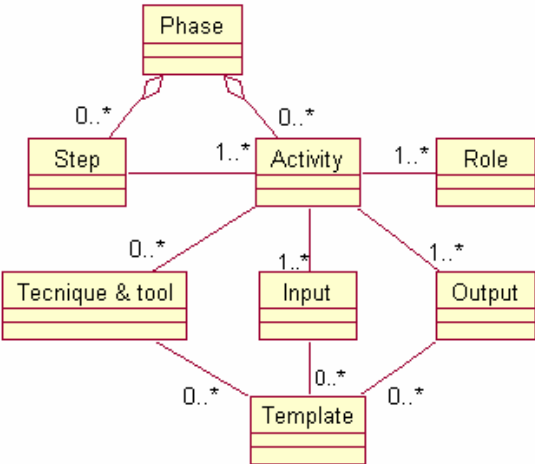 Phase
0..*
0..*
Step
1..*
Activity
1..*
Role
0..*
1..*
1..*
Tecnique & tool
Input
Output
0..*
0..*
0..*
Template